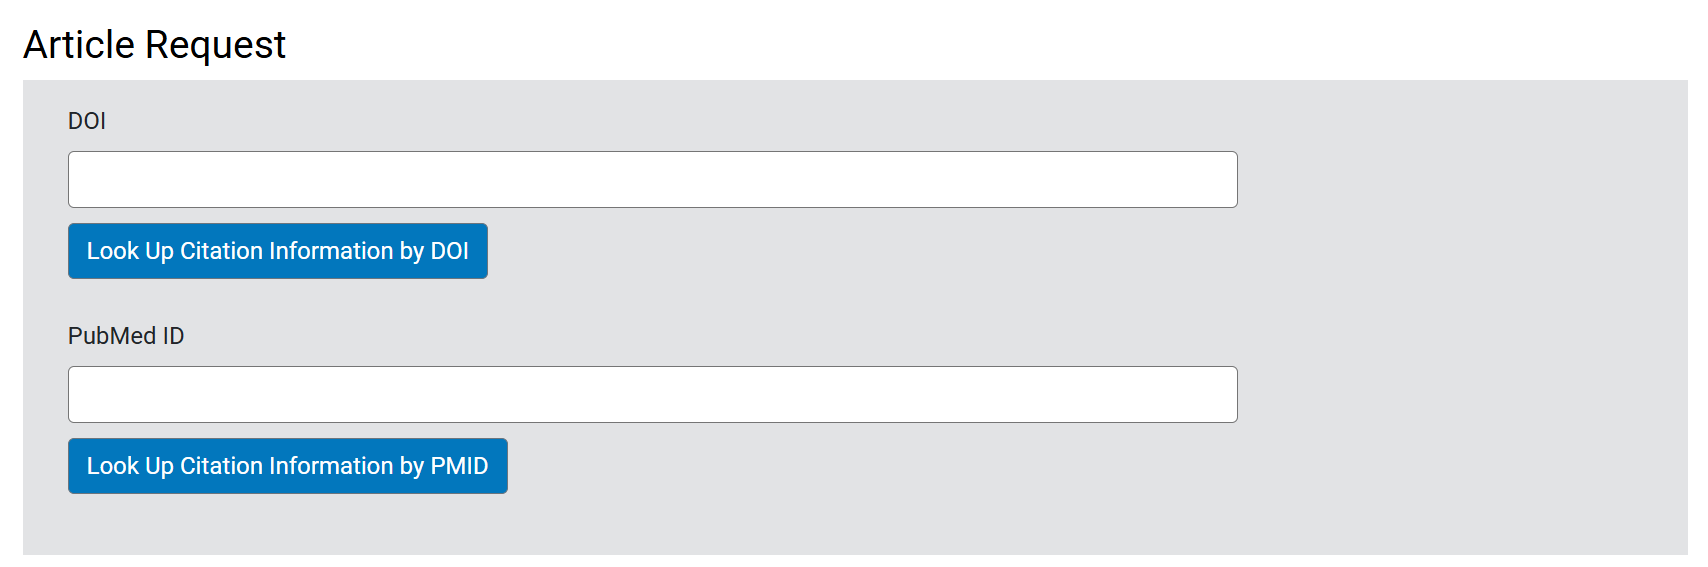 Article Request
DOI
Look Up Citation Information by DOI
PubMed ID
Look Up Citation Information by PMID